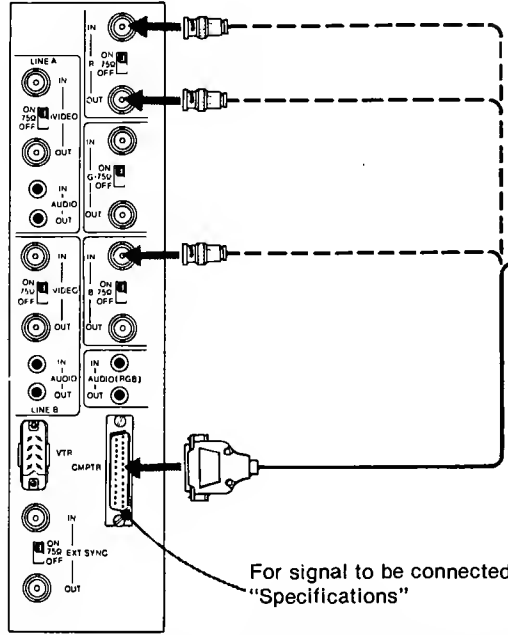 LINE A
IN
ON
75Ω VIDEO
OFF
OUT
IN
AUDIO
OUT
IN
ON
75Ω VIDEO
OFF
OUT
IN
AUDIO
OUT
LINE B
IN
ON
R 75Ω
OFF
OUT
IN
ON
G·75Ω
OFF
OUT
IN
ON
B 75Ω
OFF
OUT
IN
AUDIO(RGB)
OUT
VTR
CMPTR
IN
ON
75Ω EXT SYNC
OFF
OUT
For signal to be connected
"Specifications"